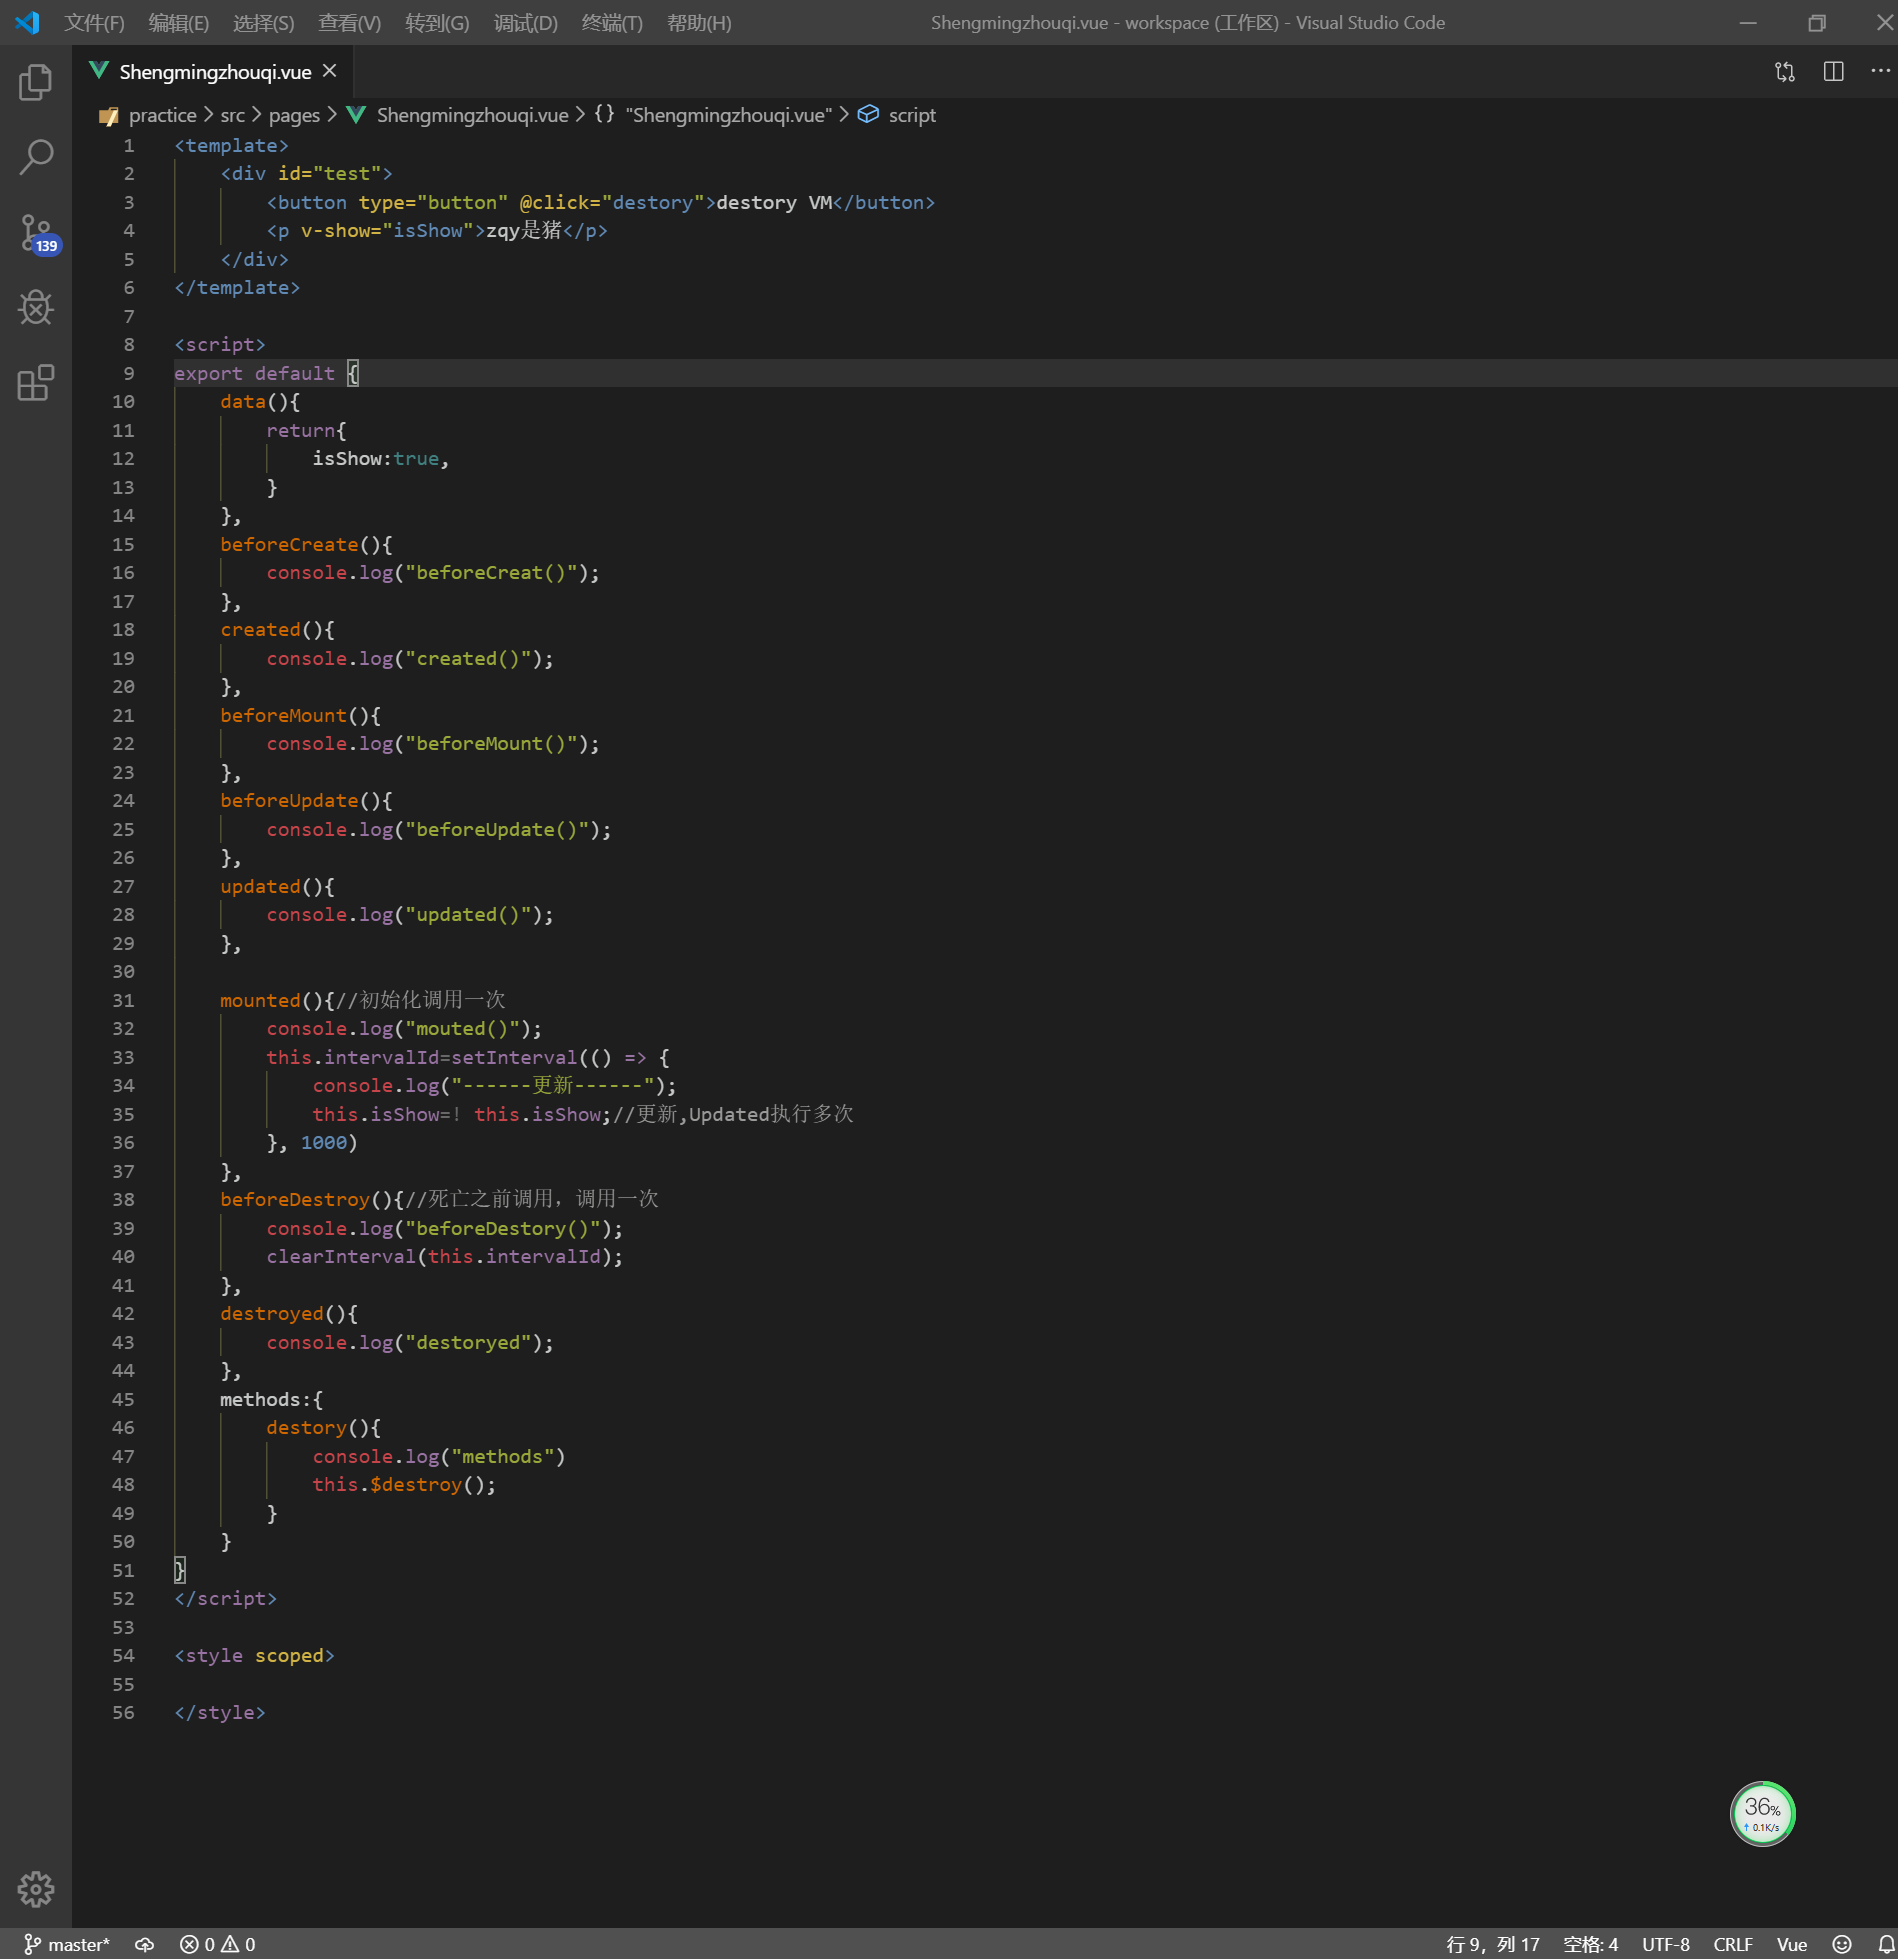 文件(F) 编辑(E) 选择(S) 查看(V) 转到(G) 调试(D) 终端(T) 帮助(H) Shengmingzhouqi.vue - workspace (工作区) - Visual Studio Code
Shengmingzhouqi.vue
practice > src > pages > Shengmingzhouqi.vue > {} "Shengmingzhouqi.vue" > script
139
1 <template>
2     <div id="test">
3         <button type="button" @click="destory">destory VM</button>
4         <p v-show="isShow">zqy是猪</p>
5     </div>
6 </template>
7
8 <script>
9 export default {
10     data(){
11         return{
12             isShow:true,
13         }
14     },
15     beforeCreate(){
16         console.log("beforeCreat()");
17     },
18     created(){
19         console.log("created()");
20     },
21     beforeMount(){
22         console.log("beforeMount()");
23     },
24     beforeUpdate(){
25         console.log("beforeUpdate()");
26     },
27     updated(){
28         console.log("updated()");
29     },
30
31     mounted(){//初始化调用一次
32         console.log("mouted()");
33         this.intervalId=setInterval(() => {
34             console.log("------更新------");
35             this.isShow=! this.isShow;//更新,Updated执行多次
36         }, 1000)
37     },
38     beforeDestroy(){//死亡之前调用，调用一次
39         console.log("beforeDestory()");
40         clearInterval(this.intervalId);
41     },
42     destroyed(){
43         console.log("destoryed");
44     },
45     methods:{
46         destory(){
47             console.log("methods")
48             this.$destroy();
49         }
50     }
51 }
52 </script>
53
54 <style scoped>
55
56 </style>
36%
↑ 0.1K/s
master* 0 0 行 9，列 17 空格: 4 UTF-8 CRLF Vue